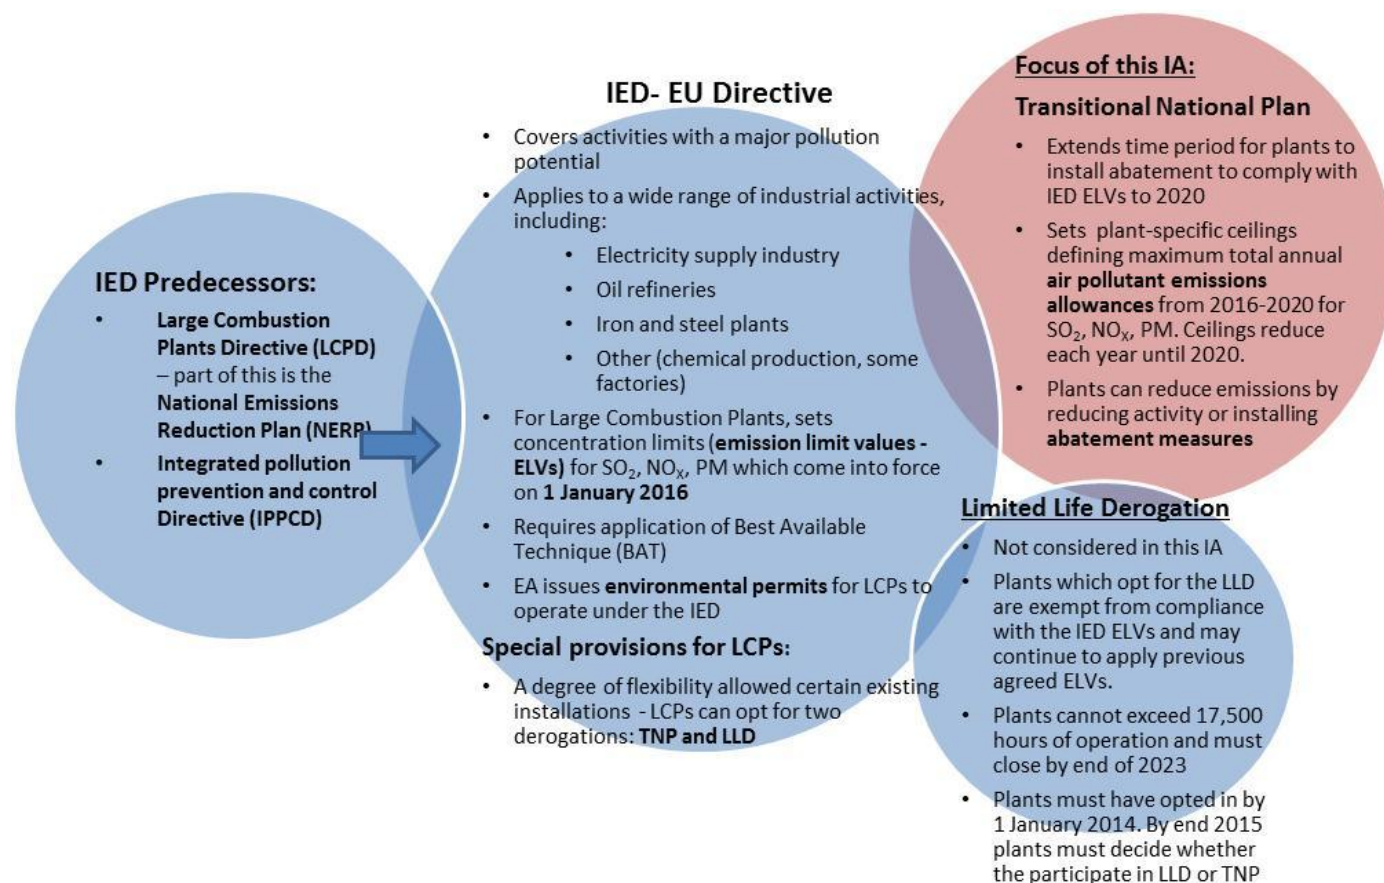 IED Predecessors:
• Large Combustion
Plants Directive (LCPD)
– part of this is the
National Emissions
Reduction Plan (NERP)
• Integrated pollution
prevention and control
Directive (IPPCD)
IED- EU Directive
• Covers activities with a major pollution
potential
• Applies to a wide range of industrial activities,
including:
• Electricity supply industry
• Oil refineries
• Iron and steel plants
• Other (chemical production, some
factories)
• For Large Combustion Plants, sets
concentration limits (emission limit values -
ELVs) for SO₂, NOₓ, PM which come into force
on 1 January 2016
• Requires application of Best Available
Technique (BAT)
• EA issues environmental permits for LCPs to
operate under the IED
Special provisions for LCPs:
• A degree of flexibility allowed certain existing
installations - LCPs can opt for two
derogations: TNP and LLD
Focus of this IA:
Transitional National Plan
• Extends time period for plants to
install abatement to comply with
IED ELVs to 2020
• Sets plant-specific ceilings
defining maximum total annual
air pollutant emissions
allowances from 2016-2020 for
SO₂, NOₓ, PM. Ceilings reduce
each year until 2020.
• Plants can reduce emissions by
reducing activity or installing
abatement measures
Limited Life Derogation
• Not considered in this IA
• Plants which opt for the LLD
are exempt from compliance
with the IED ELVs and may
continue to apply previous
agreed ELVs.
• Plants cannot exceed 17,500
hours of operation and must
close by end of 2023
• Plants must have opted in by
1 January 2014. By end 2015
plants must decide whether
the participate in LLD or TNP